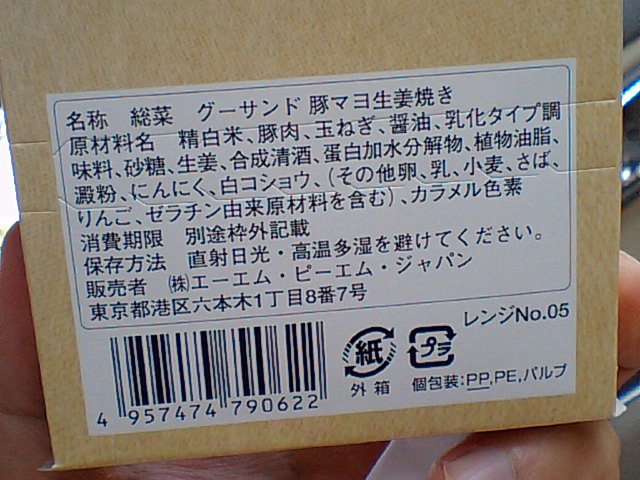 名称 総菜 グーサンド 豚マヨ生姜焼き
原材料名 精白米、豚肉、玉ねぎ、醤油、乳化タイプ調
味料、砂糖、生姜、合成清酒、蛋白加水分解物、植物油脂、
澱粉、にんにく、白コショウ、(その他卵、乳、小麦、さば、
りんご、ゼラチン由来原材料を含む)、カラメル色素
消費期限 別途枠外記載
保存方法 直射日光・高温多湿を避けてください。
販売者 ㈱エーエム・ピーエム・ジャパン
東京都港区六本木1丁目8番7号
レンジNo.05
4 957474 790622
紙
外箱
プラ
個包装:PP,PE,パルプ